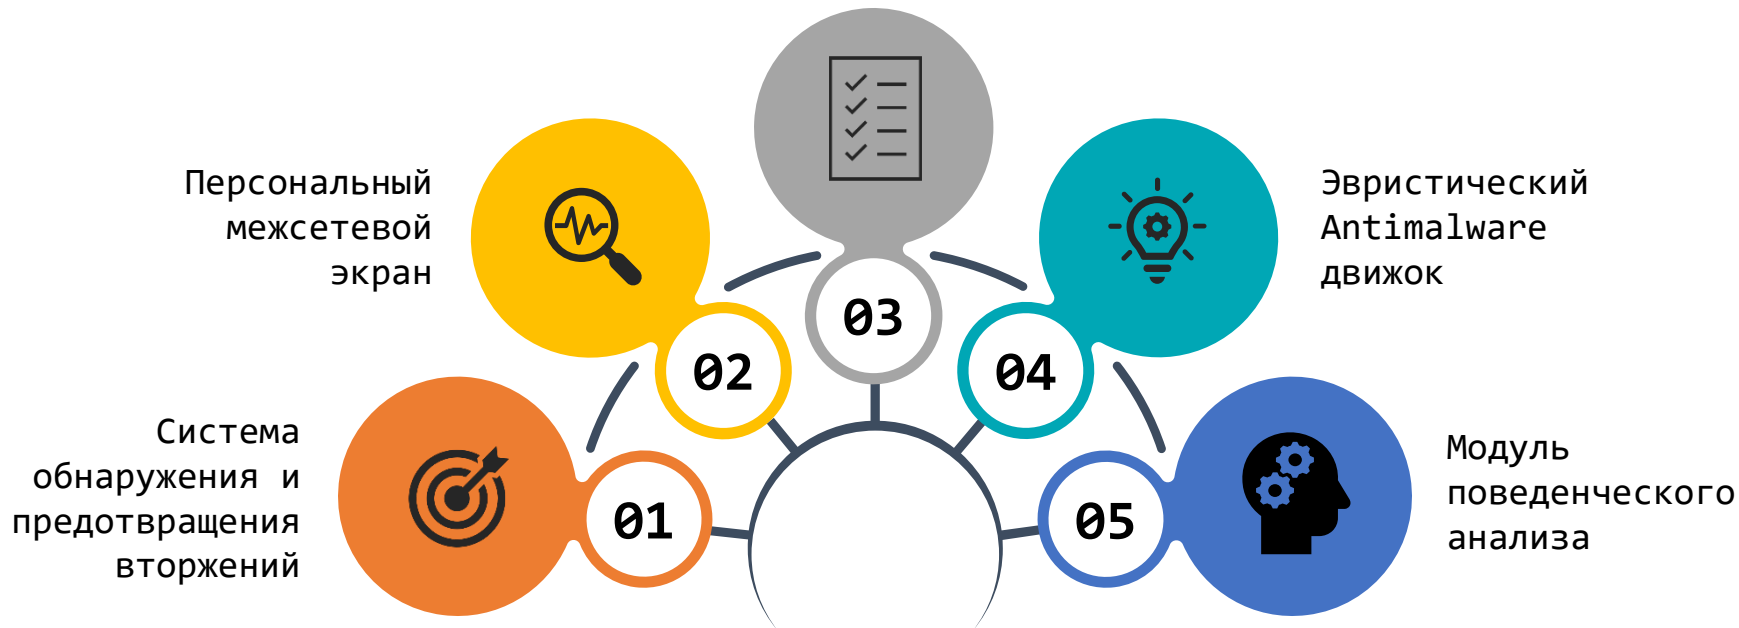 Персональный
межсетевой
экран
Эвристический
Antimalware
движок
03
02
04
Система
обнаружения и
предотвращения
вторжений
01
05
Модуль
поведенческого
анализа